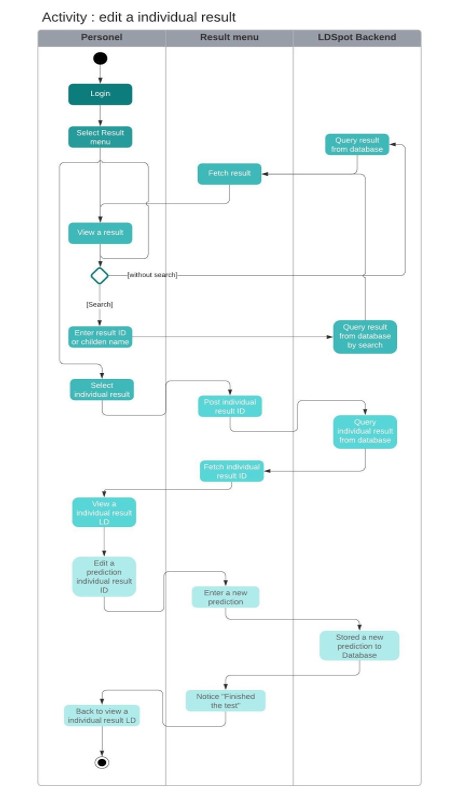 Activity : edit a individual result
Personel
Result menu
LDSpot Backend
Login
Select Result
menu
Query result
from database
Fetch result
View a result
[without search]
[Search]
Enter result ID
or childen name
Query result
from database
by search
Select
individual result
Post individual
result ID
Query
individual result
from database
Fetch individual
result ID
View a
individual result
LD
Edit a
prediction
individual result
ID
Enter a new
prediction
Stored a new
prediction to
Database
Notice "Finished
the test"
Back to view a
individual result LD